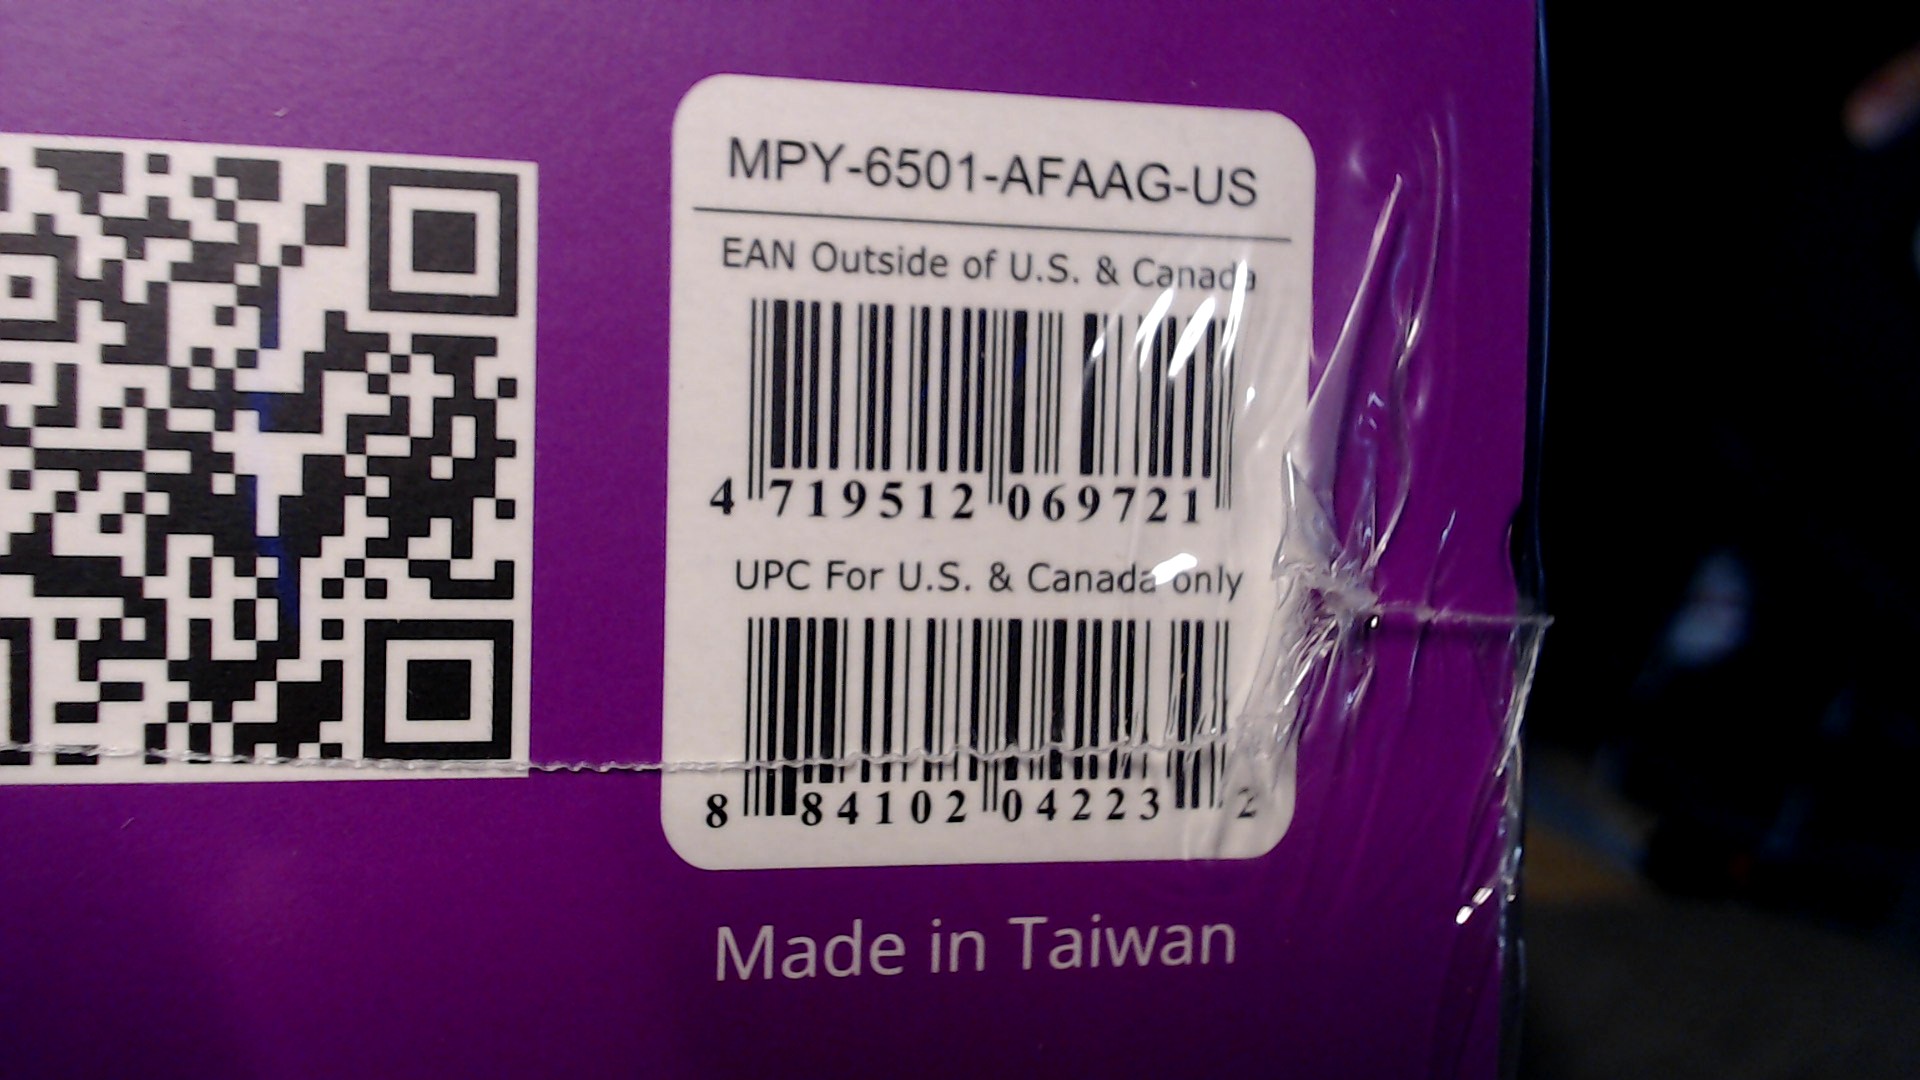 MPY-6501-AFAAG-US
EAN Outside of U.S. & Canada
4 719512 069721
UPC For U.S. & Canada only
8 84102 04223 2
Made in Taiwan